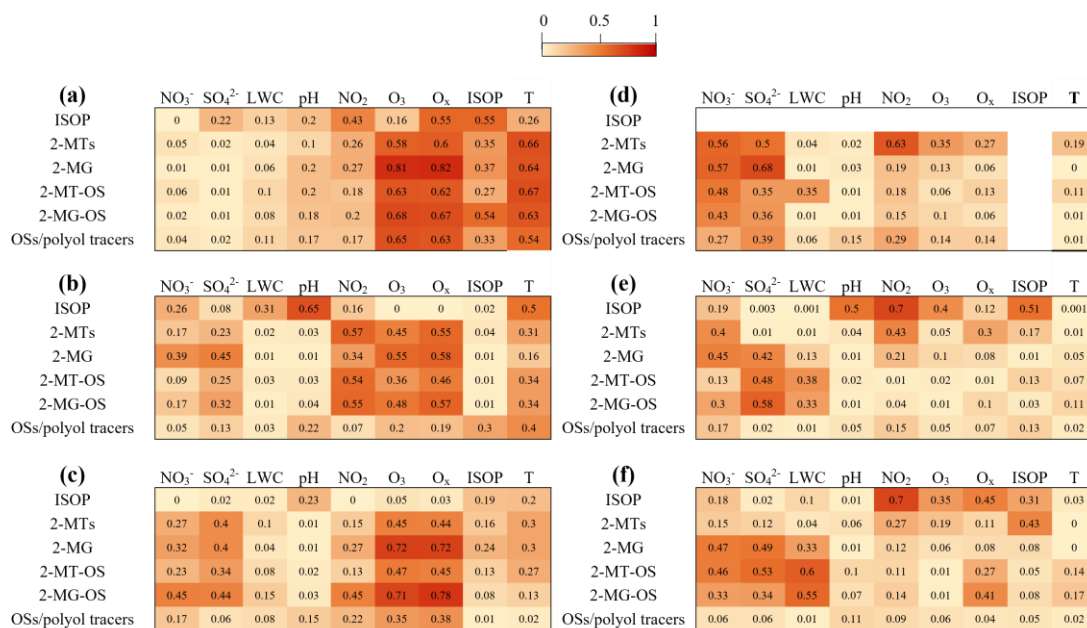 0 0.5 1
(a)
NO₃⁻ SO₄²⁻ LWC pH NO₂ O₃ Oₓ ISOP T
ISOP 0 0.22 0.13 0.2 0.43 0.16 0.55 0.55 0.26
2-MTs 0.05 0.02 0.04 0.1 0.26 0.58 0.6 0.35 0.66
2-MG 0.01 0.01 0.06 0.2 0.27 0.81 0.82 0.37 0.64
2-MT-OS 0.06 0.01 0.1 0.2 0.18 0.63 0.62 0.27 0.67
2-MG-OS 0.02 0.01 0.08 0.18 0.2 0.68 0.67 0.54 0.63
OSs/polyol tracers 0.04 0.02 0.11 0.17 0.17 0.65 0.63 0.33 0.54
(b)
NO₃⁻ SO₄²⁻ LWC pH NO₂ O₃ Oₓ ISOP T
ISOP 0.26 0.08 0.31 0.65 0.16 0 0 0.02 0.5
2-MTs 0.17 0.23 0.02 0.03 0.57 0.45 0.55 0.04 0.31
2-MG 0.39 0.45 0.01 0.01 0.34 0.55 0.58 0.01 0.16
2-MT-OS 0.09 0.25 0.03 0.03 0.54 0.36 0.46 0.01 0.34
2-MG-OS 0.17 0.32 0.01 0.04 0.55 0.48 0.57 0.01 0.34
OSs/polyol tracers 0.05 0.13 0.03 0.22 0.07 0.2 0.19 0.3 0.4
(c)
NO₃⁻ SO₄²⁻ LWC pH NO₂ O₃ Oₓ ISOP T
ISOP 0 0.02 0.02 0.23 0 0.05 0.03 0.19 0.2
2-MTs 0.27 0.4 0.1 0.01 0.15 0.45 0.44 0.16 0.3
2-MG 0.32 0.4 0.04 0.01 0.27 0.72 0.72 0.24 0.3
2-MT-OS 0.23 0.34 0.08 0.02 0.13 0.47 0.45 0.13 0.27
2-MG-OS 0.45 0.44 0.15 0.03 0.45 0.71 0.78 0.08 0.13
OSs/polyol tracers 0.17 0.06 0.08 0.15 0.22 0.35 0.38 0.01 0.02
(d)
NO₃⁻ SO₄²⁻ LWC pH NO₂ O₃ Oₓ ISOP T
ISOP
2-MTs 0.56 0.5 0.04 0.02 0.63 0.35 0.27 0.19
2-MG 0.57 0.68 0.01 0.03 0.19 0.13 0.06 0
2-MT-OS 0.48 0.35 0.35 0.01 0.18 0.06 0.13 0.11
2-MG-OS 0.43 0.36 0.01 0.01 0.15 0.1 0.06 0.01
OSs/polyol tracers 0.27 0.39 0.06 0.15 0.29 0.14 0.14 0.01
(e)
NO₃⁻ SO₄²⁻ LWC pH NO₂ O₃ Oₓ ISOP T
ISOP 0.19 0.003 0.001 0.5 0.7 0.4 0.12 0.51 0.001
2-MTs 0.4 0.01 0.01 0.04 0.43 0.05 0.3 0.17 0.01
2-MG 0.45 0.42 0.13 0.01 0.21 0.1 0.08 0.01 0.05
2-MT-OS 0.13 0.48 0.38 0.02 0.01 0.02 0.01 0.13 0.07
2-MG-OS 0.3 0.58 0.33 0.01 0.04 0.01 0.1 0.03 0.11
OSs/polyol tracers 0.17 0.02 0.01 0.05 0.15 0.05 0.07 0.13 0.02
(f)
NO₃⁻ SO₄²⁻ LWC pH NO₂ O₃ Oₓ ISOP T
ISOP 0.18 0.02 0.1 0.01 0.7 0.35 0.45 0.31 0.03
2-MTs 0.15 0.12 0.04 0.06 0.27 0.19 0.11 0.43 0
2-MG 0.47 0.49 0.33 0.01 0.12 0.06 0.08 0.08 0
2-MT-OS 0.46 0.53 0.6 0.1 0.11 0.01 0.27 0.05 0.14
2-MG-OS 0.33 0.34 0.55 0.07 0.14 0.01 0.41 0.08 0.17
OSs/polyol tracers 0.06 0.06 0.01 0.06 0.09 0.06 0.04 0.05 0.02